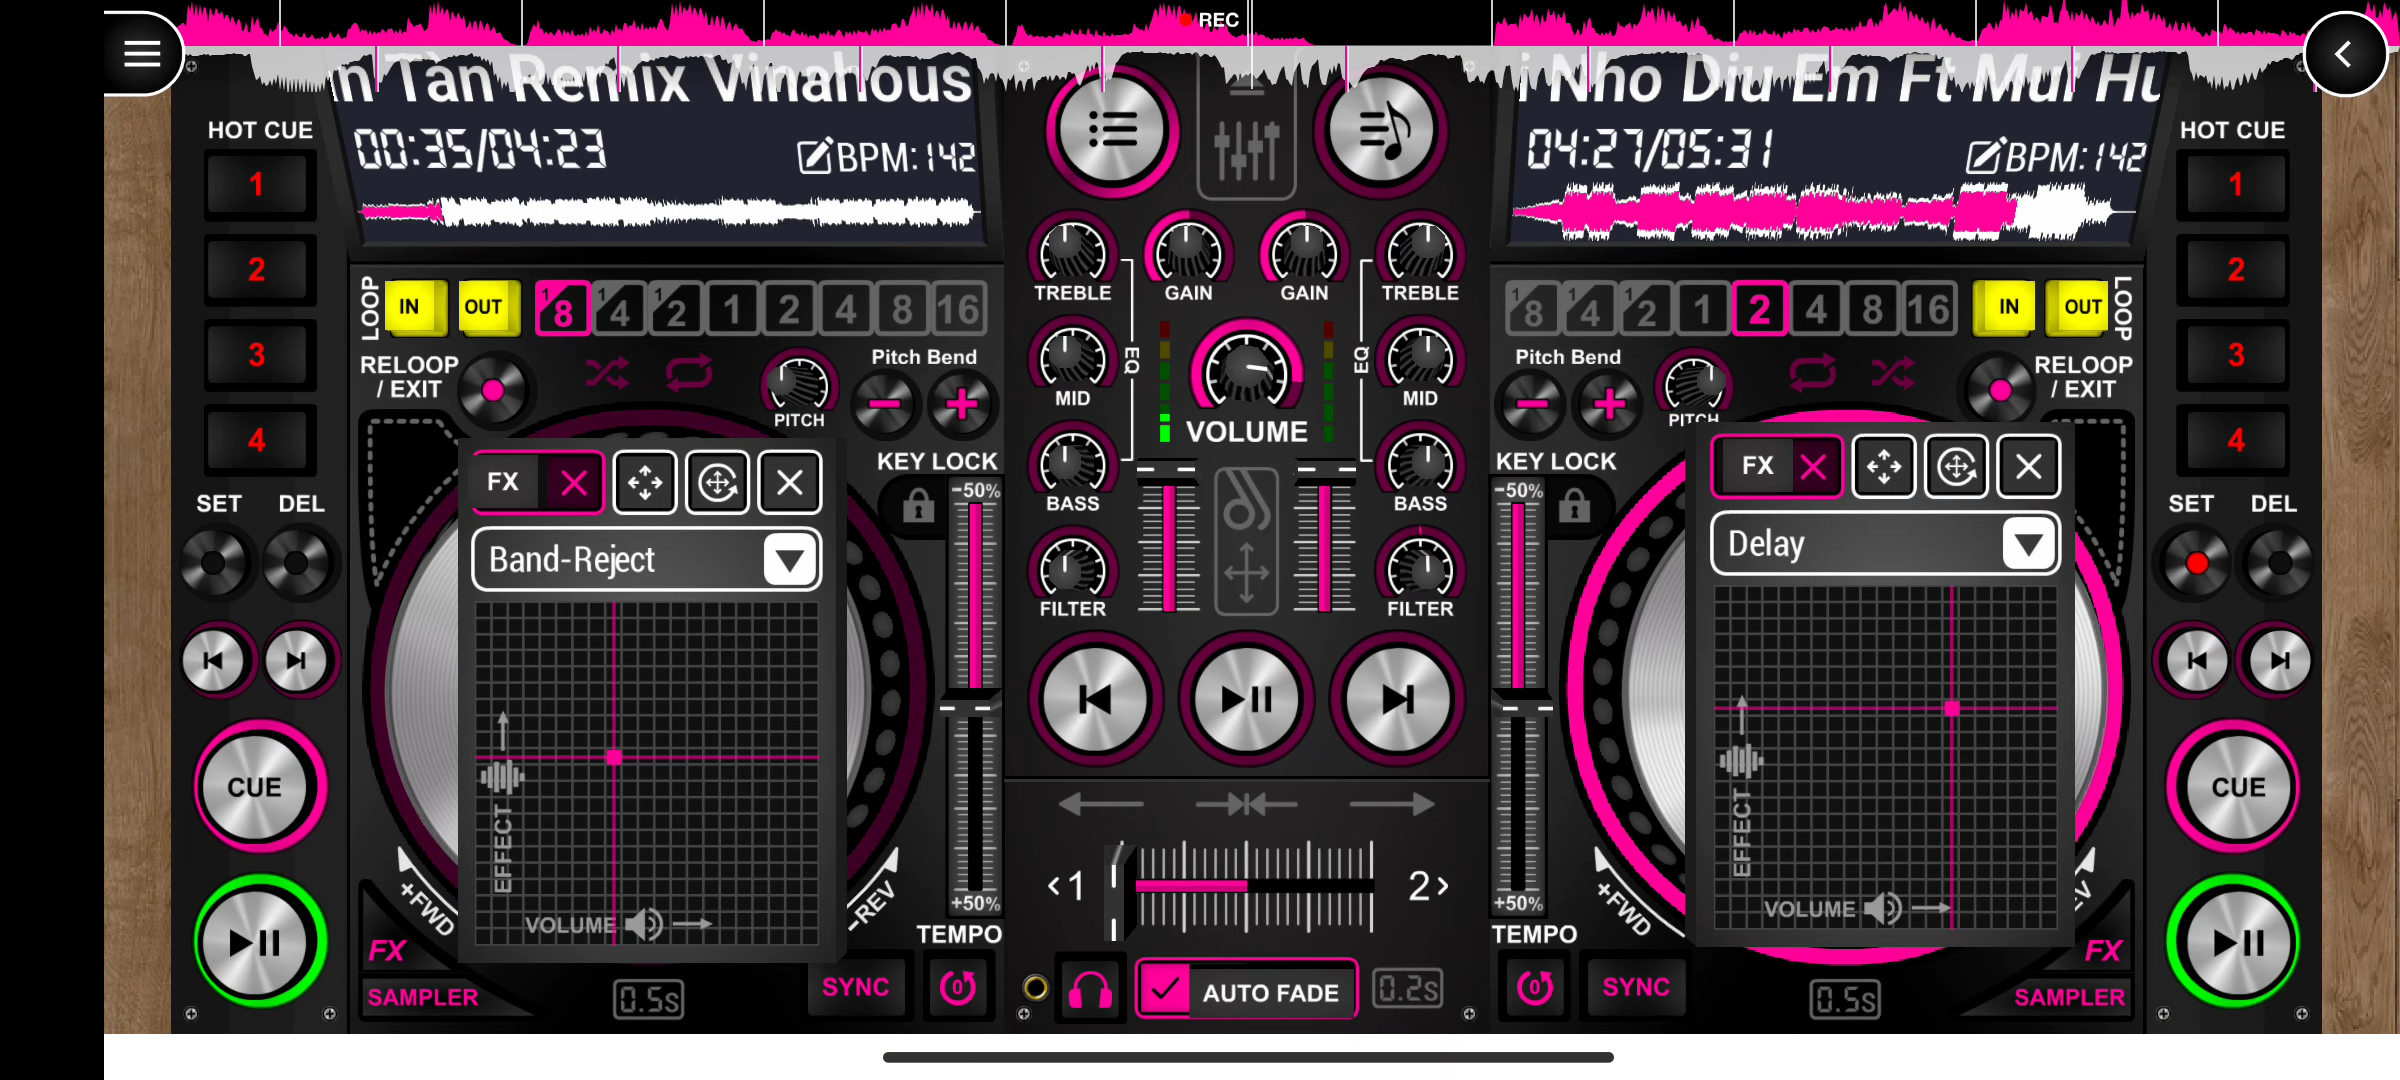 REC
n Tàn Remix Vinahous
00:35/04:23
BPM:142
i Nho Diu Em Ft Mui Hu
04:27/05:31
BPM:142
HOT CUE
1
2
3
4
SET
DEL
CUE
LOOP
IN
OUT
1/8
1/4
1/2
1
2
4
8
16
RELOOP
/ EXIT
PITCH
Pitch Bend
KEY LOCK
-50%
+50%
TEMPO
FX
Band-Reject
EFFECT
VOLUME
+FWD
-REV
FX
SAMPLER
0.5s
SYNC
0
TREBLE
GAIN
GAIN
TREBLE
MID
EQ
VOLUME
EQ
MID
BASS
BASS
FILTER
FILTER
<1
2>
AUTO FADE
0.2s
1/8
1/4
1/2
1
2
4
8
16
IN
OUT
LOOP
Pitch Bend
PITCH
RELOOP
/ EXIT
KEY LOCK
-50%
+50%
TEMPO
FX
Delay
EFFECT
VOLUME
+FWD
FX
SAMPLER
0
SYNC
0.5s
HOT CUE
1
2
3
4
SET
DEL
CUE